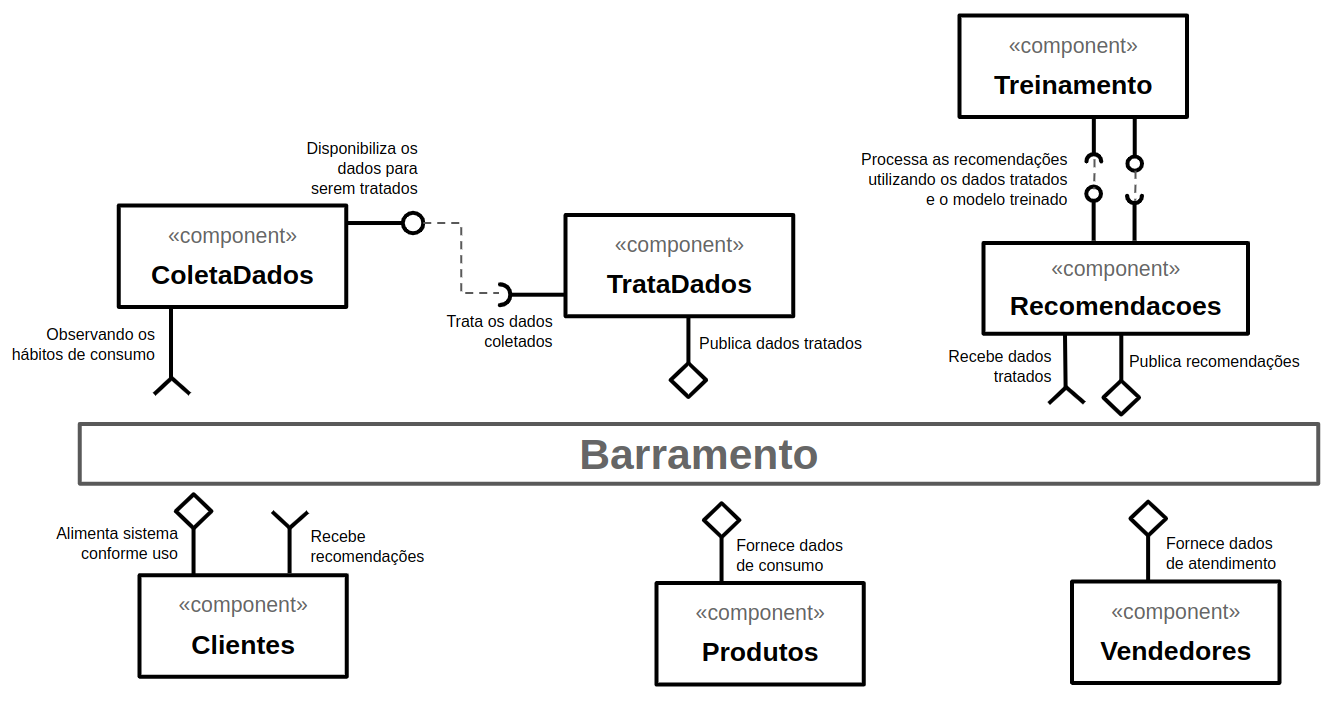 «component»
Treinamento
Disponibiliza os
dados para
serem tratados
Processa as recomendações
utilizando os dados tratados
e o modelo treinado
«component»
ColetaDados
«component»
TrataDados
«component»
Recomendacoes
Observando os
hábitos de consumo
Trata os dados
coletados
Publica dados tratados
Recebe dados
tratados
Publica recomendações
Barramento
Alimenta sistema
conforme uso
Recebe
recomendações
Fornece dados
de consumo
Fornece dados
de atendimento
«component»
Clientes
«component»
Produtos
«component»
Vendedores